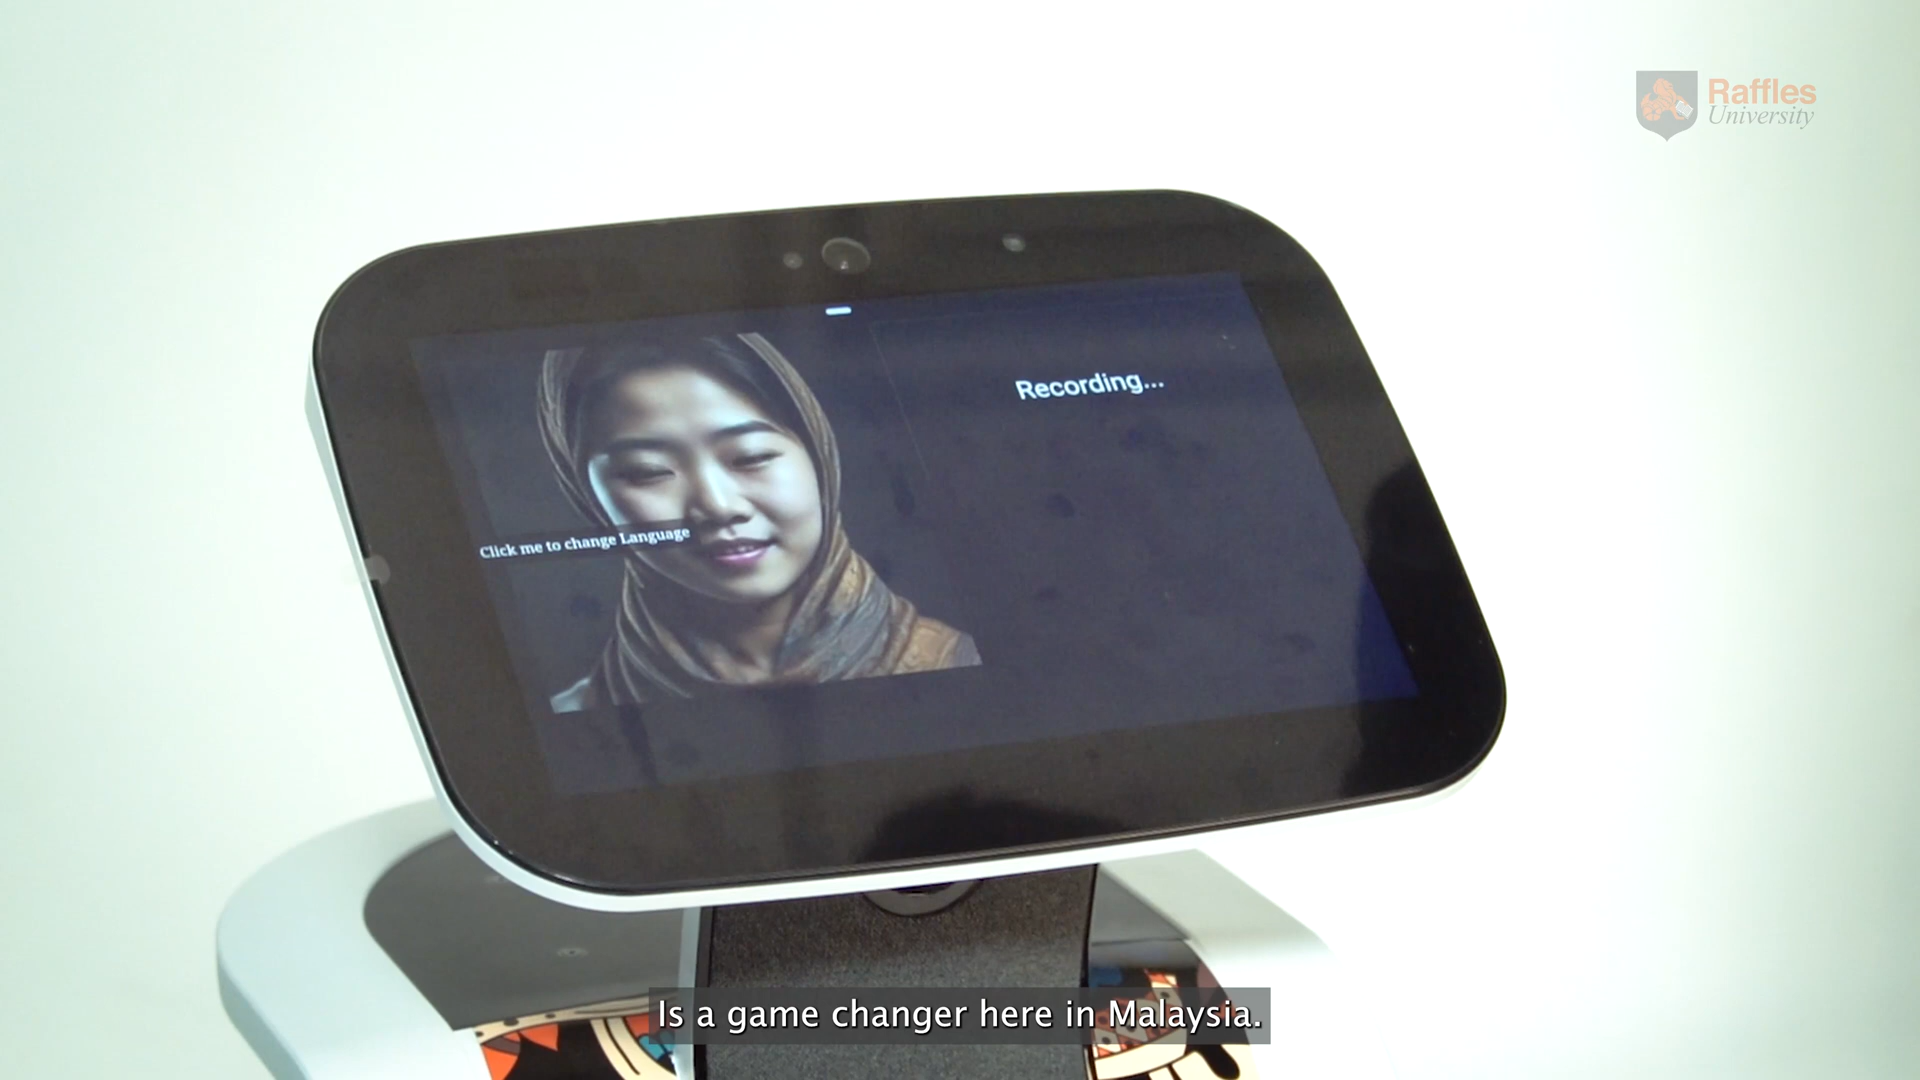 Raffles
University
Recording...
Click me to change Language
Is a game changer here in Malaysia.